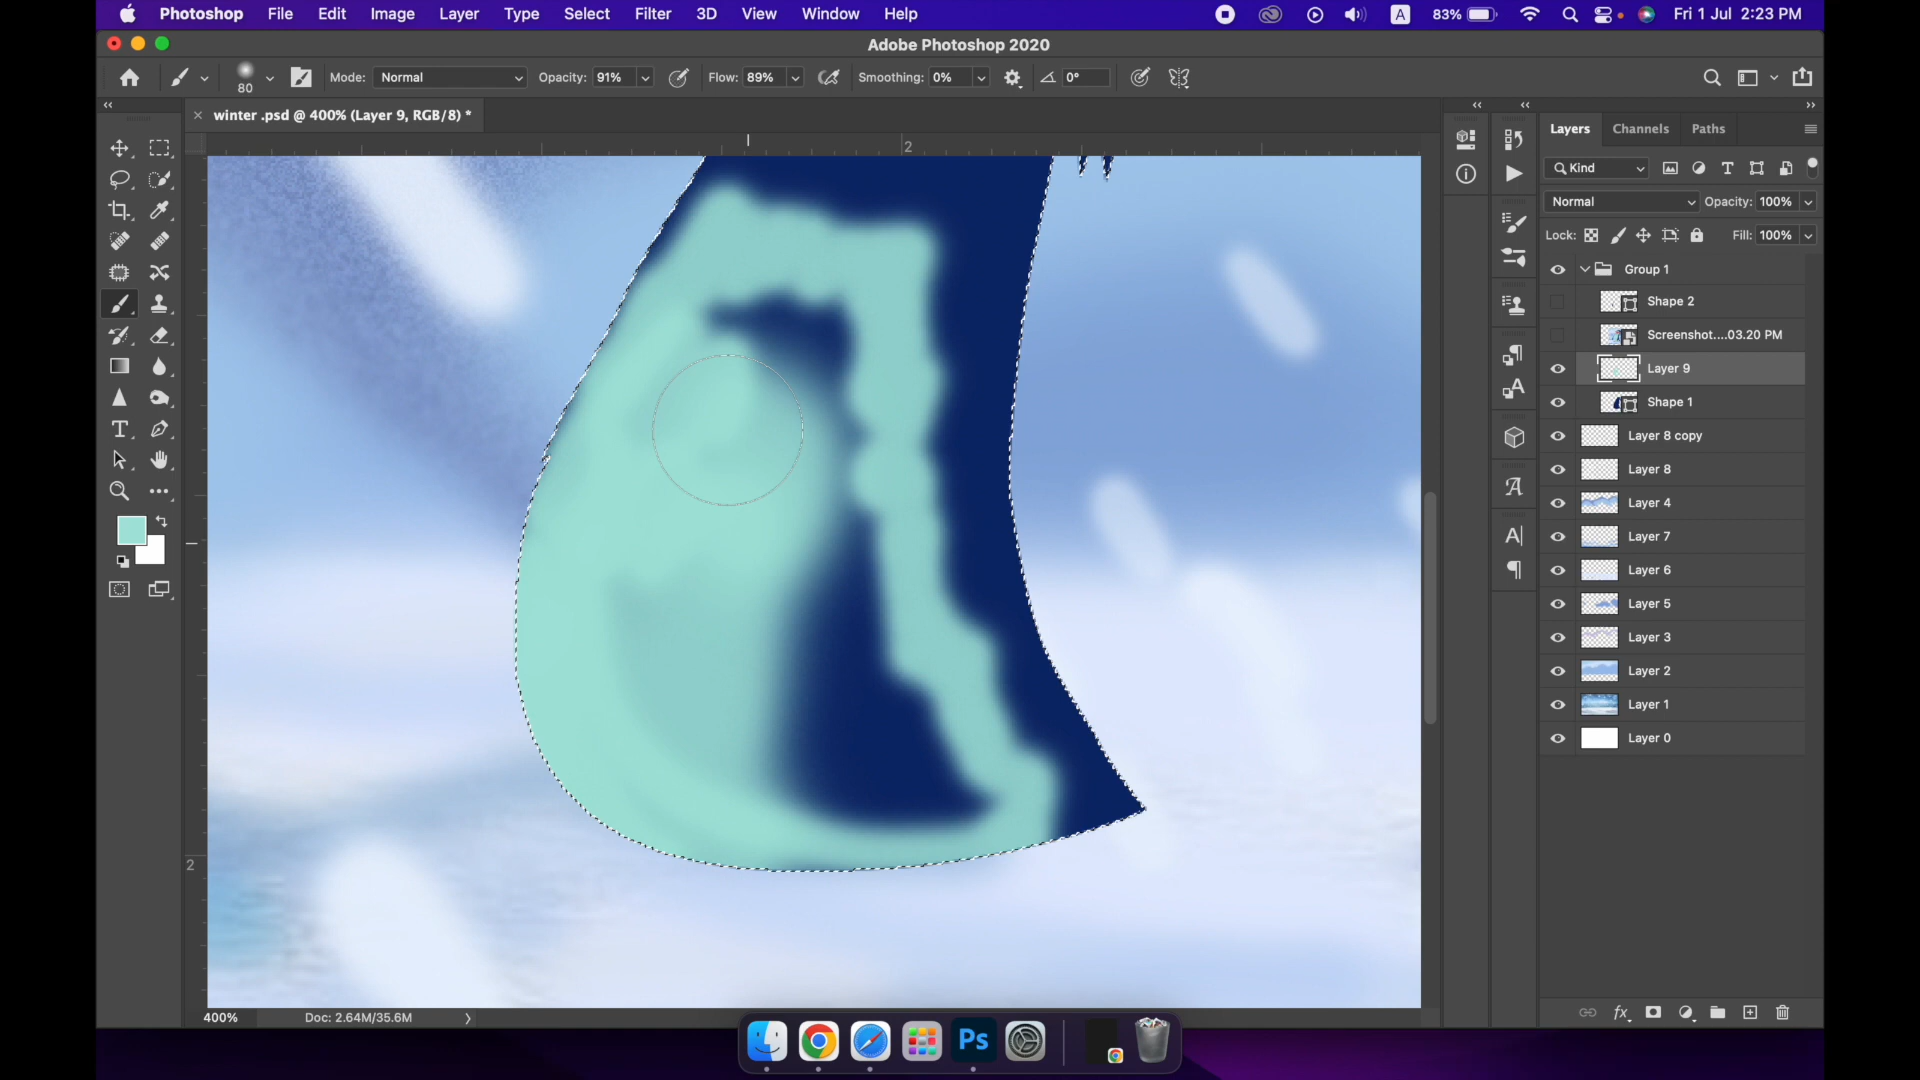 Photoshop File Edit Image Layer Type Select Filter 3D View Window Help A 83% Fri 1 Jul 2:23 PM
Adobe Photoshop 2020
80 Mode: Normal Opacity: 91% Flow: 89% Smoothing: 0% 0°
winter .psd @ 400% (Layer 9, RGB/8) *
2
2
Layers Channels Paths
Kind
Normal Opacity: 100%
Lock: Fill: 100%
Group 1
Shape 2
Screenshot....03.20 PM
Layer 9
Shape 1
Layer 8 copy
Layer 8
Layer 4
Layer 7
Layer 6
Layer 5
Layer 3
Layer 2
Layer 1
Layer 0
400% Doc: 2.64M/35.6M
fx
Ps